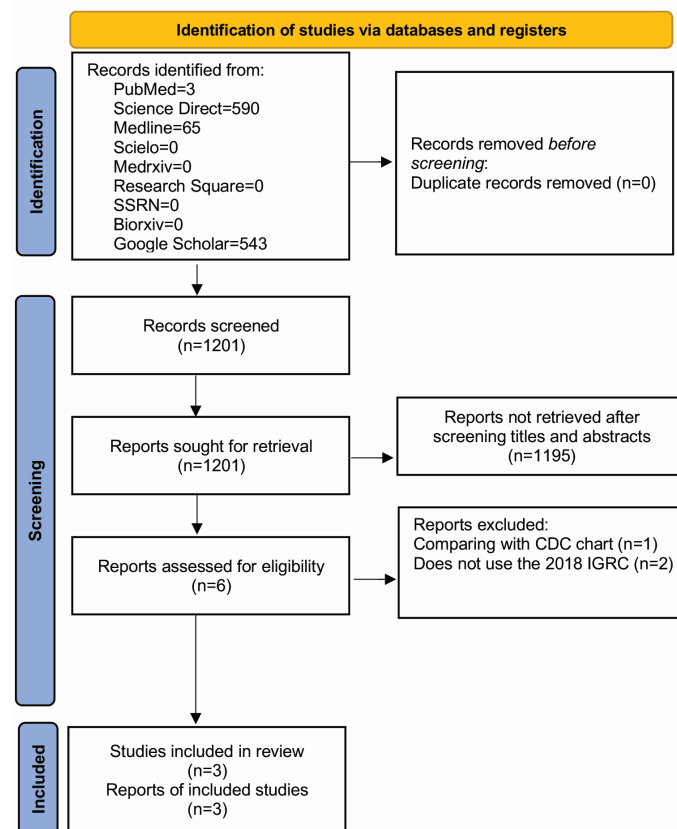 Identification of studies via databases and registers
Identification
Records identified from:
PubMed=3
Science Direct=590
Medline=65
Scielo=0
Medrxiv=0
Research Square=0
SSRN=0
Biorxiv=0
Google Scholar=543
Records removed before
screening:
Duplicate records removed (n=0)
Screening
Records screened
(n=1201)
Reports sought for retrieval
(n=1201)
Reports not retrieved after
screening titles and abstracts
(n=1195)
Reports assessed for eligibility
(n=6)
Reports excluded:
Comparing with CDC chart (n=1)
Does not use the 2018 IGRC (n=2)
Included
Studies included in review
(n=3)
Reports of included studies
(n=3)